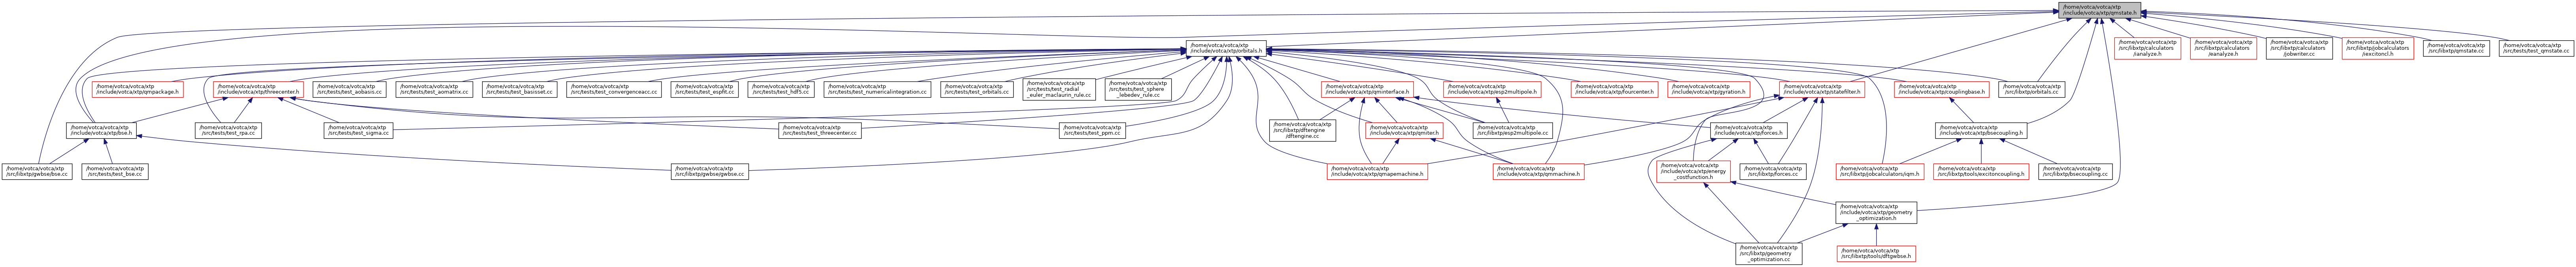 /home/votca/votca/xtp
/include/votca/xtp/qmstate.h
/home/votca/votca/xtp
/include/votca/xtp/orbitals.h
/home/votca/votca/xtp
/src/libxtp/calculators
/ianalyze.h
/home/votca/votca/xtp
/src/libxtp/calculators
/eanalyze.h
/home/votca/votca/xtp
/src/libxtp/calculators
/jobwriter.cc
/home/votca/votca/xtp
/src/libxtp/jobcalculators
/iexcitoncl.h
/home/votca/votca/xtp
/src/libxtp/qmstate.cc
/home/votca/votca/xtp
/src/tests/test_qmstate.cc
/home/votca/votca/xtp
/include/votca/xtp/qmpackage.h
/home/votca/votca/xtp
/include/votca/xtp/threecenter.h
/home/votca/votca/xtp
/src/tests/test_aobasis.cc
/home/votca/votca/xtp
/src/tests/test_aomatrix.cc
/home/votca/votca/xtp
/src/tests/test_basisset.cc
/home/votca/votca/xtp
/src/tests/test_convergenceacc.cc
/home/votca/votca/xtp
/src/tests/test_espfit.cc
/home/votca/votca/xtp
/src/tests/test_hdf5.cc
/home/votca/votca/xtp
/src/tests/test_numericalintegration.cc
/home/votca/votca/xtp
/src/tests/test_orbitals.cc
/home/votca/votca/xtp
/src/tests/test_radial
_euler_maclaurin_rule.cc
/home/votca/votca/xtp
/src/tests/test_sphere
_lebedev_rule.cc
/home/votca/votca/xtp
/include/votca/xtp/qminterface.h
/home/votca/votca/xtp
/include/votca/xtp/esp2multipole.h
/home/votca/votca/xtp
/include/votca/xtp/fourcenter.h
/home/votca/votca/xtp
/include/votca/xtp/gyration.h
/home/votca/votca/xtp
/include/votca/xtp/statefilter.h
/home/votca/votca/xtp
/include/votca/xtp/couplingbase.h
/home/votca/votca/xtp
/src/libxtp/orbitals.cc
/home/votca/votca/xtp
/include/votca/xtp/bse.h
/home/votca/votca/xtp
/src/tests/test_rpa.cc
/home/votca/votca/xtp
/src/tests/test_sigma.cc
/home/votca/votca/xtp
/src/tests/test_threecenter.cc
/home/votca/votca/xtp
/src/tests/test_ppm.cc
/home/votca/votca/xtp
/src/libxtp/dftengine
/dftengine.cc
/home/votca/votca/xtp
/include/votca/xtp/qmiter.h
/home/votca/votca/xtp
/src/libxtp/esp2multipole.cc
/home/votca/votca/xtp
/include/votca/xtp/forces.h
/home/votca/votca/xtp
/include/votca/xtp/bsecoupling.h
/home/votca/votca/xtp
/src/libxtp/gwbse/bse.cc
/home/votca/votca/xtp
/src/tests/test_bse.cc
/home/votca/votca/xtp
/src/libxtp/gwbse/gwbse.cc
/home/votca/votca/xtp
/include/votca/xtp/qmapemachine.h
/home/votca/votca/xtp
/include/votca/xtp/qmmachine.h
/home/votca/votca/xtp
/include/votca/xtp/energy
_costfunction.h
/home/votca/votca/xtp
/src/libxtp/forces.cc
/home/votca/votca/xtp
/src/libxtp/jobcalculators/iqm.h
/home/votca/votca/xtp
/src/libxtp/tools/excitoncoupling.h
/home/votca/votca/xtp
/src/libxtp/bsecoupling.cc
/home/votca/votca/xtp
/include/votca/xtp/geometry
_optimization.h
/home/votca/votca/xtp
/src/libxtp/geometry
_optimization.cc
/home/votca/votca/xtp
/src/libxtp/tools/dftgwbse.h